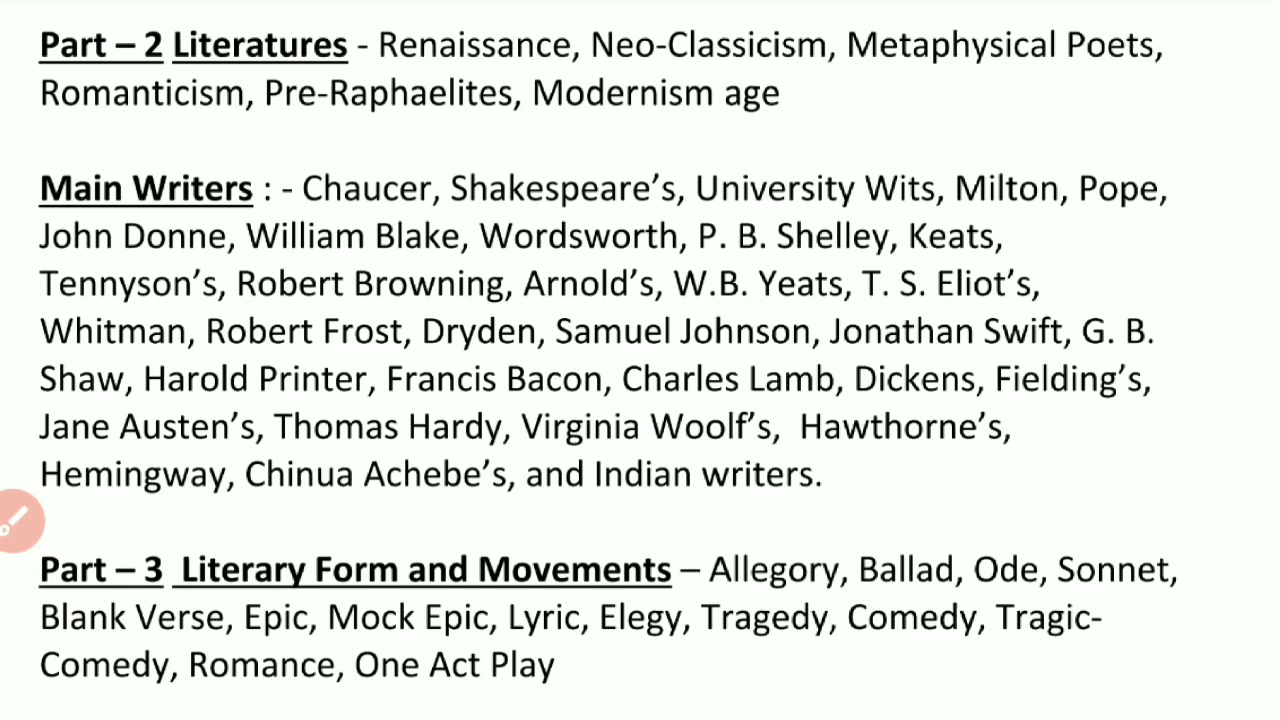 Part – 2 Literatures - Renaissance, Neo-Classicism, Metaphysical Poets,
Romanticism, Pre-Raphaelites, Modernism age
Main Writers : - Chaucer, Shakespeare’s, University Wits, Milton, Pope,
John Donne, William Blake, Wordsworth, P. B. Shelley, Keats,
Tennyson’s, Robert Browning, Arnold’s, W.B. Yeats, T. S. Eliot’s,
Whitman, Robert Frost, Dryden, Samuel Johnson, Jonathan Swift, G. B.
Shaw, Harold Printer, Francis Bacon, Charles Lamb, Dickens, Fielding’s,
Jane Austen’s, Thomas Hardy, Virginia Woolf’s,  Hawthorne’s,
Hemingway, Chinua Achebe’s, and Indian writers.
Part – 3  Literary Form and Movements – Allegory, Ballad, Ode, Sonnet,
Blank Verse, Epic, Mock Epic, Lyric, Elegy, Tragedy, Comedy, Tragic-
Comedy, Romance, One Act Play